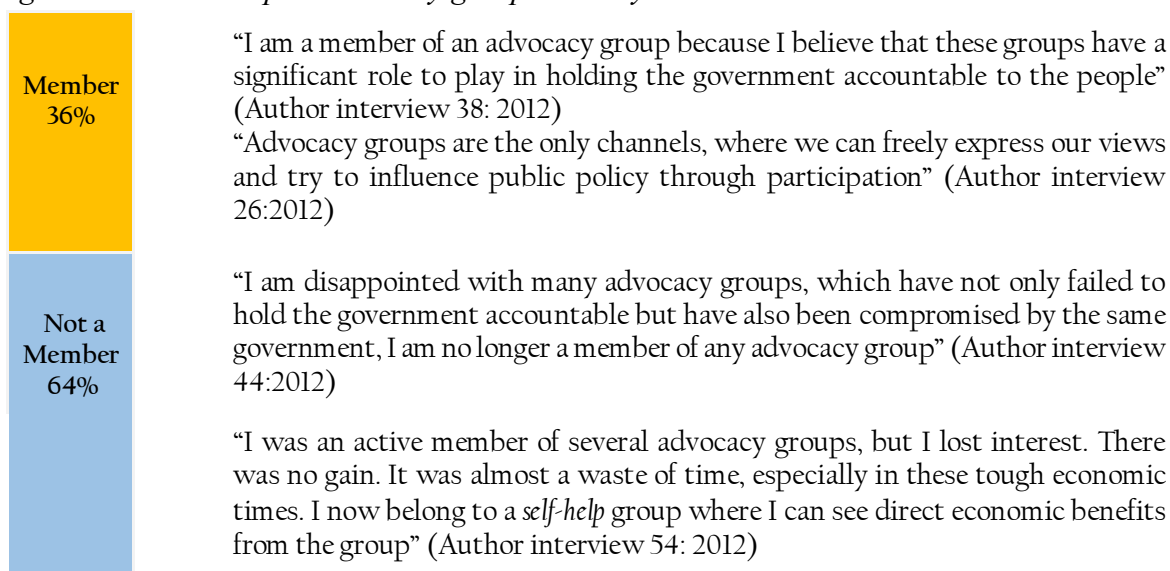 Member
36%
“I am a member of an advocacy group because I believe that these groups have a
significant role to play in holding the government accountable to the people”
(Author interview 38: 2012)
“Advocacy groups are the only channels, where we can freely express our views
and try to influence public policy through participation” (Author interview
26:2012)
Not a
Member
64%
“I am disappointed with many advocacy groups, which have not only failed to
hold the government accountable but have also been compromised by the same
government, I am no longer a member of any advocacy group” (Author interview
44:2012)
“I was an active member of several advocacy groups, but I lost interest. There
was no gain. It was almost a waste of time, especially in these tough economic
times. I now belong to a self-help group where I can see direct economic benefits
from the group” (Author interview 54: 2012)